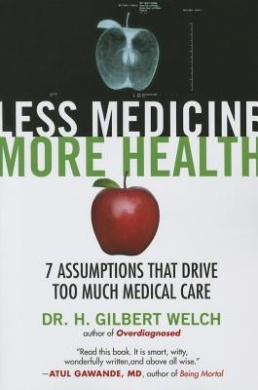 LESS MEDICINE
MORE HEALTH
7 ASSUMPTIONS THAT DRIVE
TOO MUCH MEDICAL CARE
DR. H. GILBERT WELCH
author of Overdiagnosed
"Read this book. It is smart, witty,
wonderfully written, and above all wise."
—ATUL GAWANDE, MD, author of Being Mortal